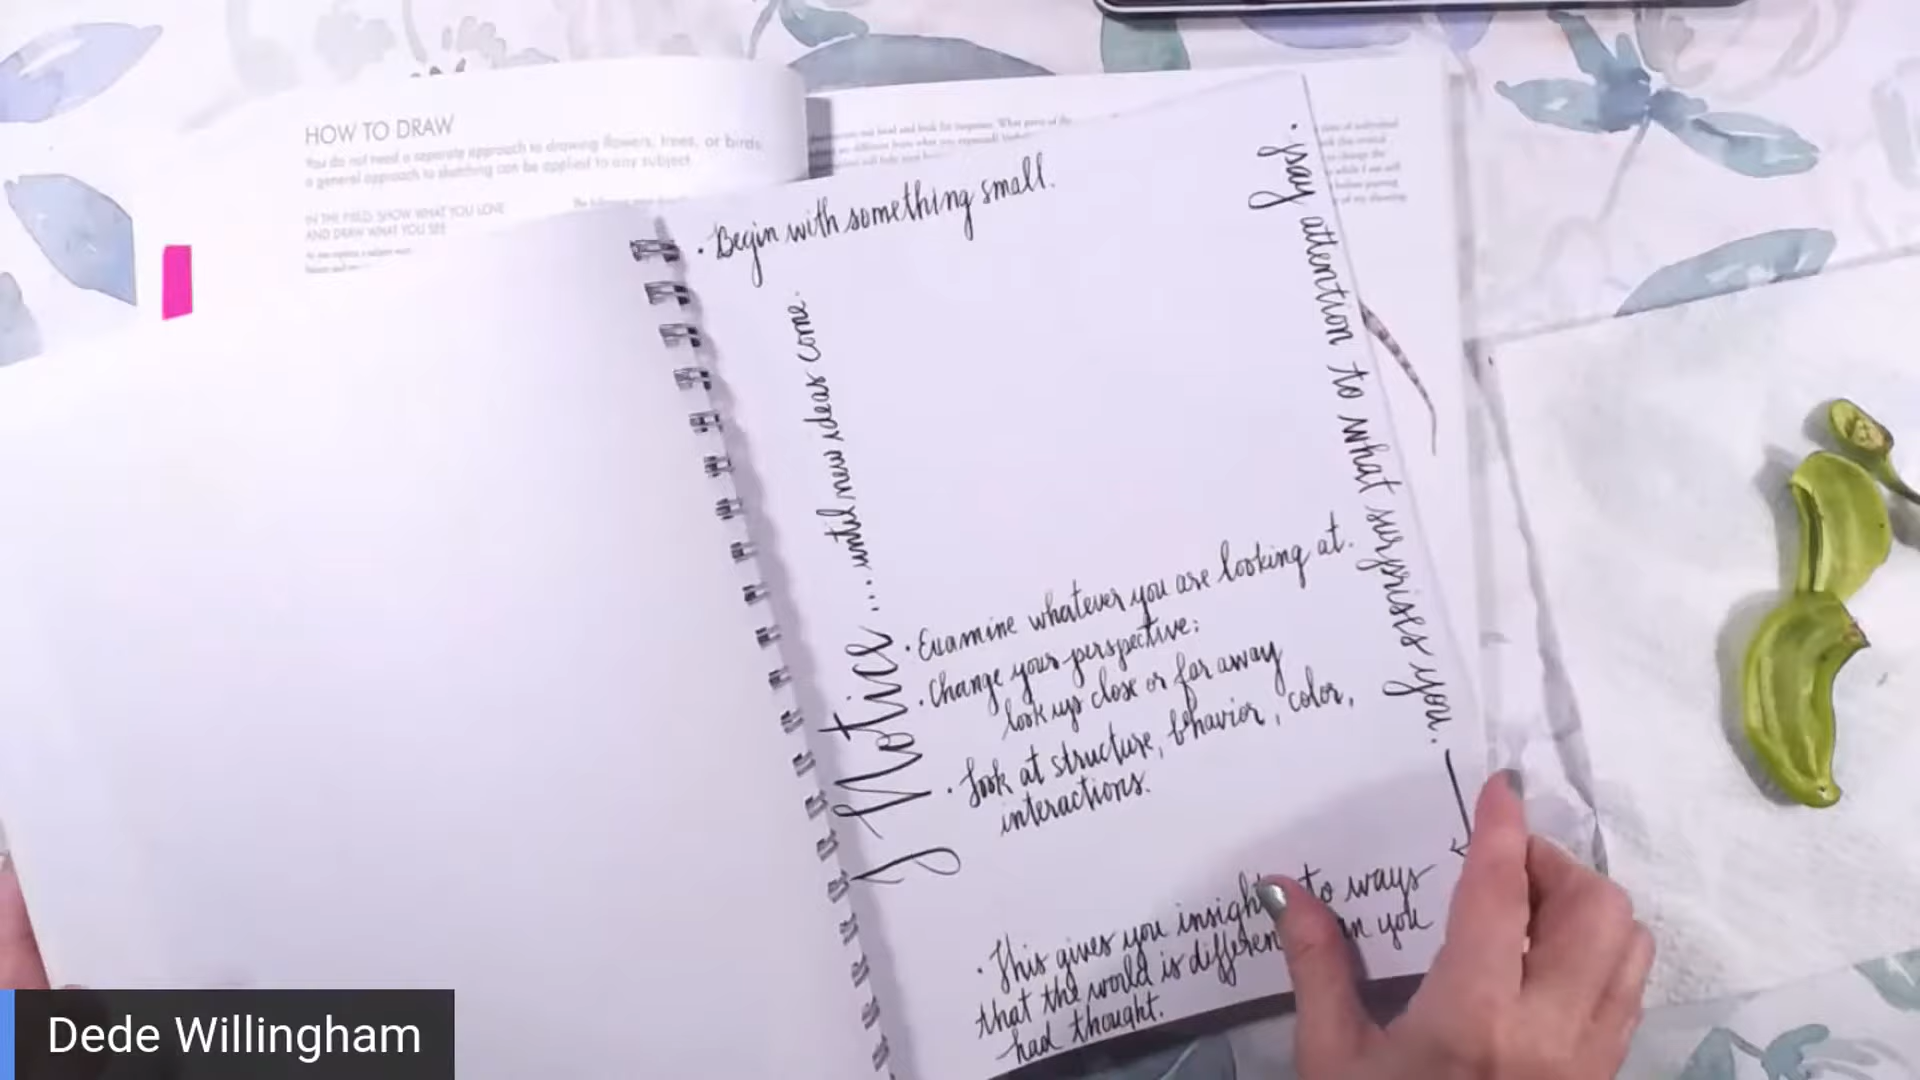 HOW TO DRAW
You do not need a separate approach to drawing flowers, trees, or birds
a general approach to sketching can be applied to any subject
IN THE FIELD, SHOW WHAT YOU LOVE
AND DRAW WHAT YOU SEE
• Begin with something small.
I Notice ... until new ideas come.
• Examine whatever you are looking at.
• Change your perspective:
look up close or far away
• Look at structure, behavior, color,
interactions.
Pay attention to what surprises you.
• This gives you insight to ways
that the world is different you
had thought.
Dede Willingham